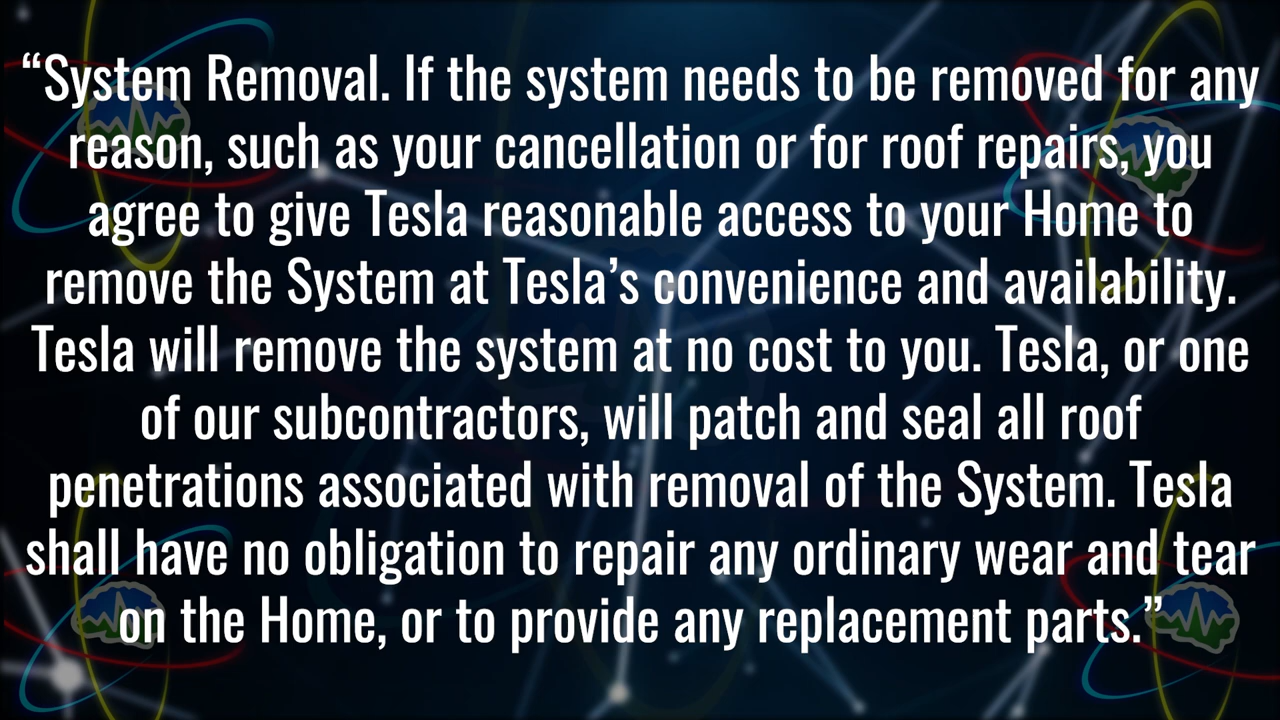 “System Removal. If the system needs to be removed for any
reason, such as your cancellation or for roof repairs, you
agree to give Tesla reasonable access to your Home to
remove the System at Tesla’s convenience and availability.
Tesla will remove the system at no cost to you. Tesla, or one
of our subcontractors, will patch and seal all roof
penetrations associated with removal of the System. Tesla
shall have no obligation to repair any ordinary wear and tear
on the Home, or to provide any replacement parts.”